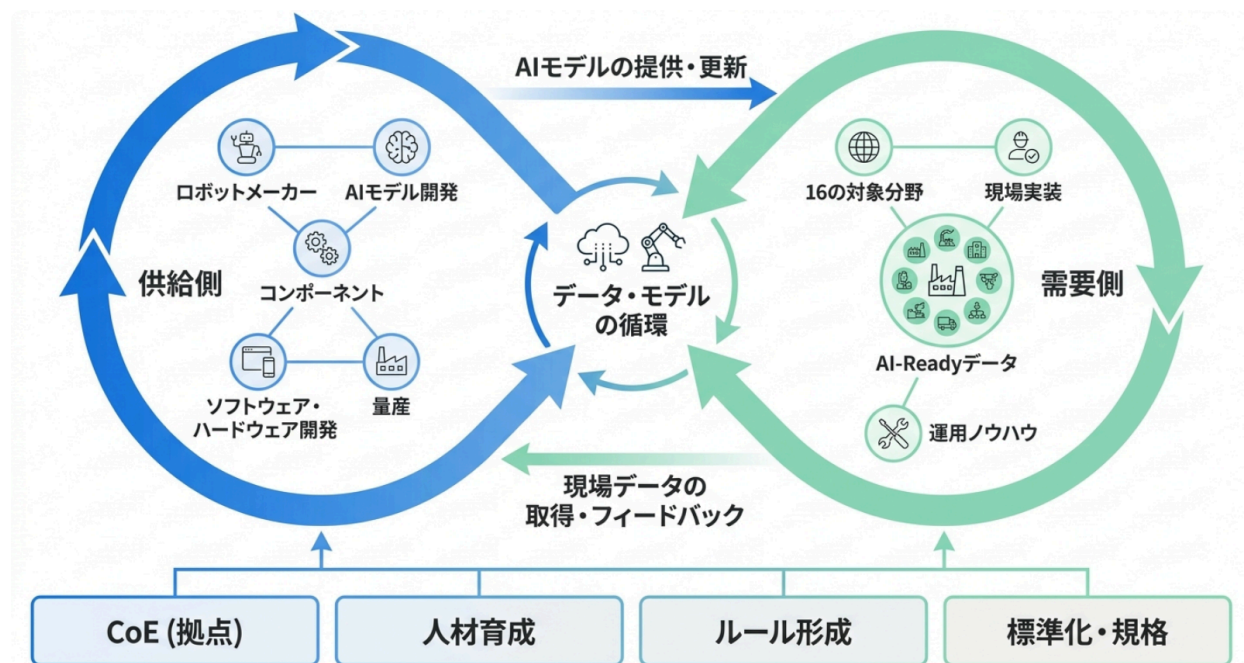 AIモデルの提供・更新
ロボットメーカー
AIモデル開発
供給側
コンポーネント
ソフトウェア・
ハードウェア開発
量産
データ・モデル
の循環
16の対象分野
現場実装
需要側
AI-Readyデータ
運用ノウハウ
現場データの
取得・フィードバック
CoE (拠点)
人材育成
ルール形成
標準化・規格